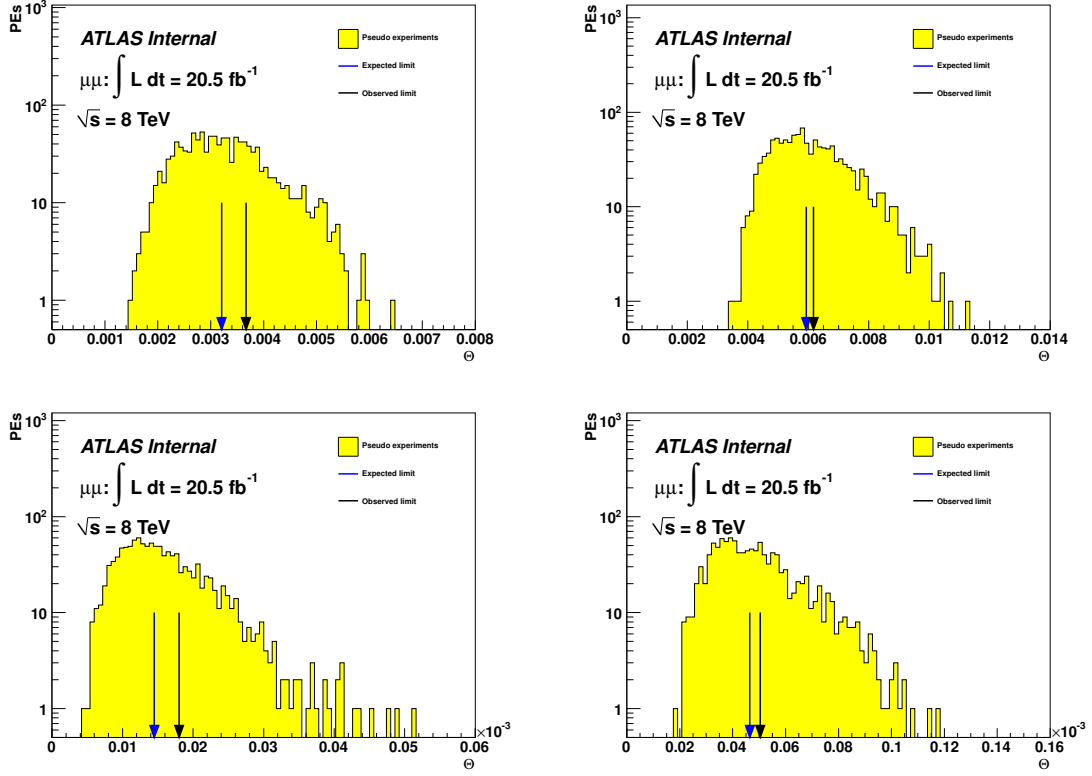 PEs
10³
10²
10
1
ATLAS Internal
μμ: ∫ L dt = 20.5 fb⁻¹
√s = 8 TeV
Pseudo experiments
Expected limit
Observed limit
0 0.001 0.002 0.003 0.004 0.005 0.006 0.007 0.008
Θ
PEs
10³
10²
10
1
ATLAS Internal
μμ: ∫ L dt = 20.5 fb⁻¹
√s = 8 TeV
Pseudo experiments
Expected limit
Observed limit
0 0.002 0.004 0.006 0.008 0.01 0.012 0.014
Θ
PEs
10³
10²
10
1
ATLAS Internal
μμ: ∫ L dt = 20.5 fb⁻¹
√s = 8 TeV
Pseudo experiments
Expected limit
Observed limit
0 0.01 0.02 0.03 0.04 0.05 0.06
×10⁻³
Θ
PEs
10³
10²
10
1
ATLAS Internal
μμ: ∫ L dt = 20.5 fb⁻¹
√s = 8 TeV
Pseudo experiments
Expected limit
Observed limit
0 0.02 0.04 0.06 0.08 0.1 0.12 0.14 0.16
×10⁻³
Θ